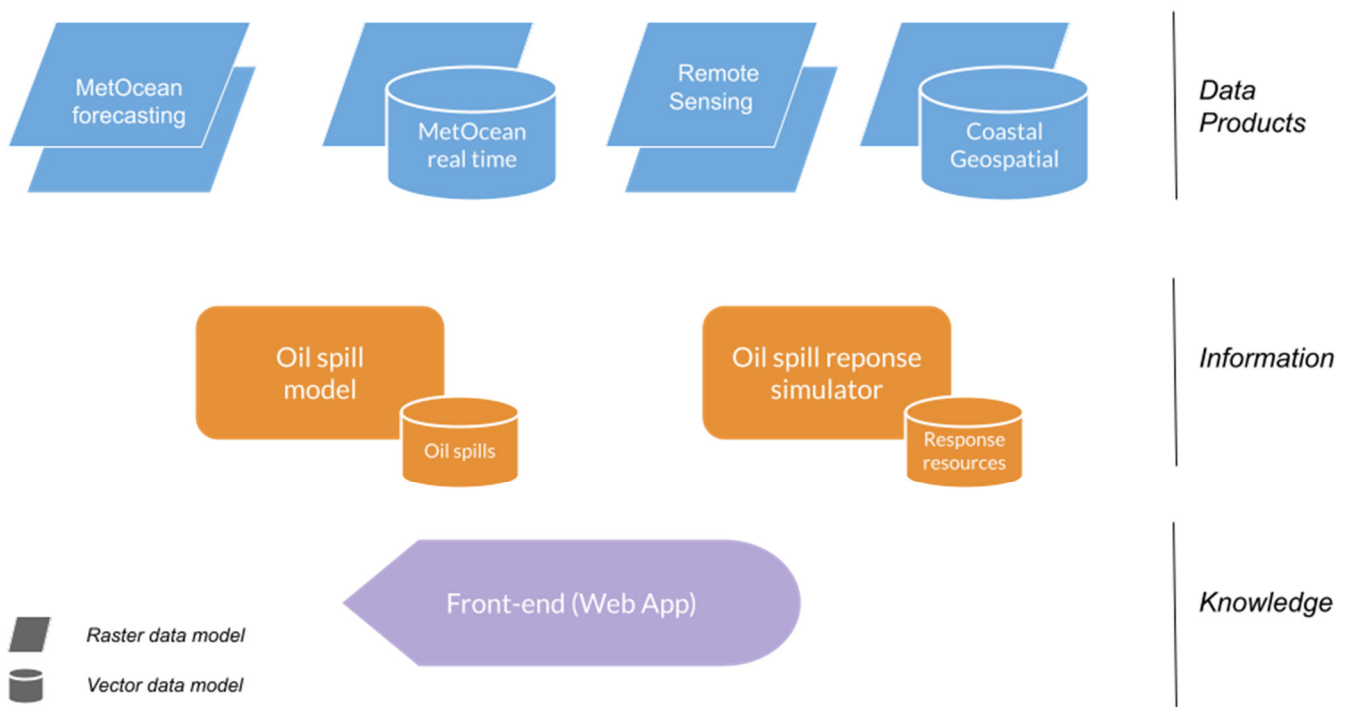 MetOcean
forecasting
MetOcean
real time
Remote
Sensing
Coastal
Geospatial
Data
Products
Oil spill
model
Oil spills
Oil spill reponse
simulator
Response
resources
Information
Front-end (Web App)
Knowledge
Raster data model
Vector data model